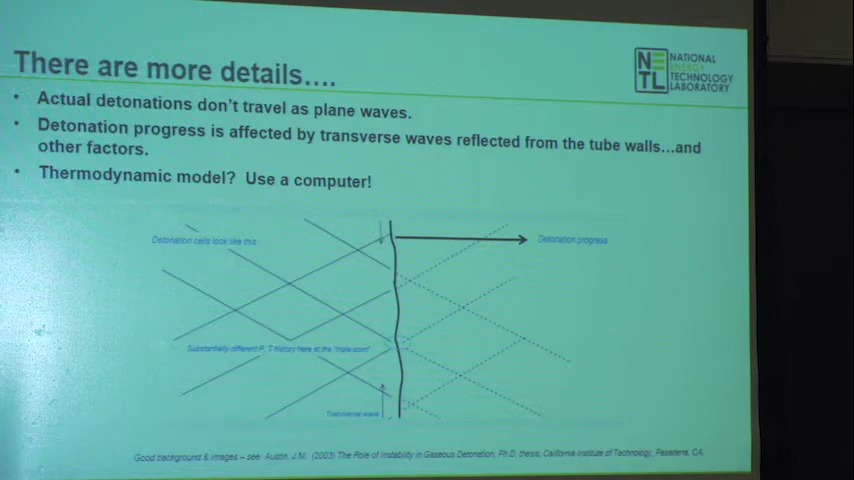 There are more details....
NATIONAL
ENERGY
TECHNOLOGY
LABORATORY
NETL
• Actual detonations don't travel as plane waves.
• Detonation progress is affected by transverse waves reflected from the tube walls...and
other factors.
• Thermodynamic model? Use a computer!
Detonation cells look like this
Detonation progress
Substantially different P, T history here at the "triple point"
Transverse wave
Good background & images – see: Austin, J.M. (2003) The Role of Instability in Gaseous Detonation, Ph.D. thesis, California Institute of Technology, Pasadena, CA.